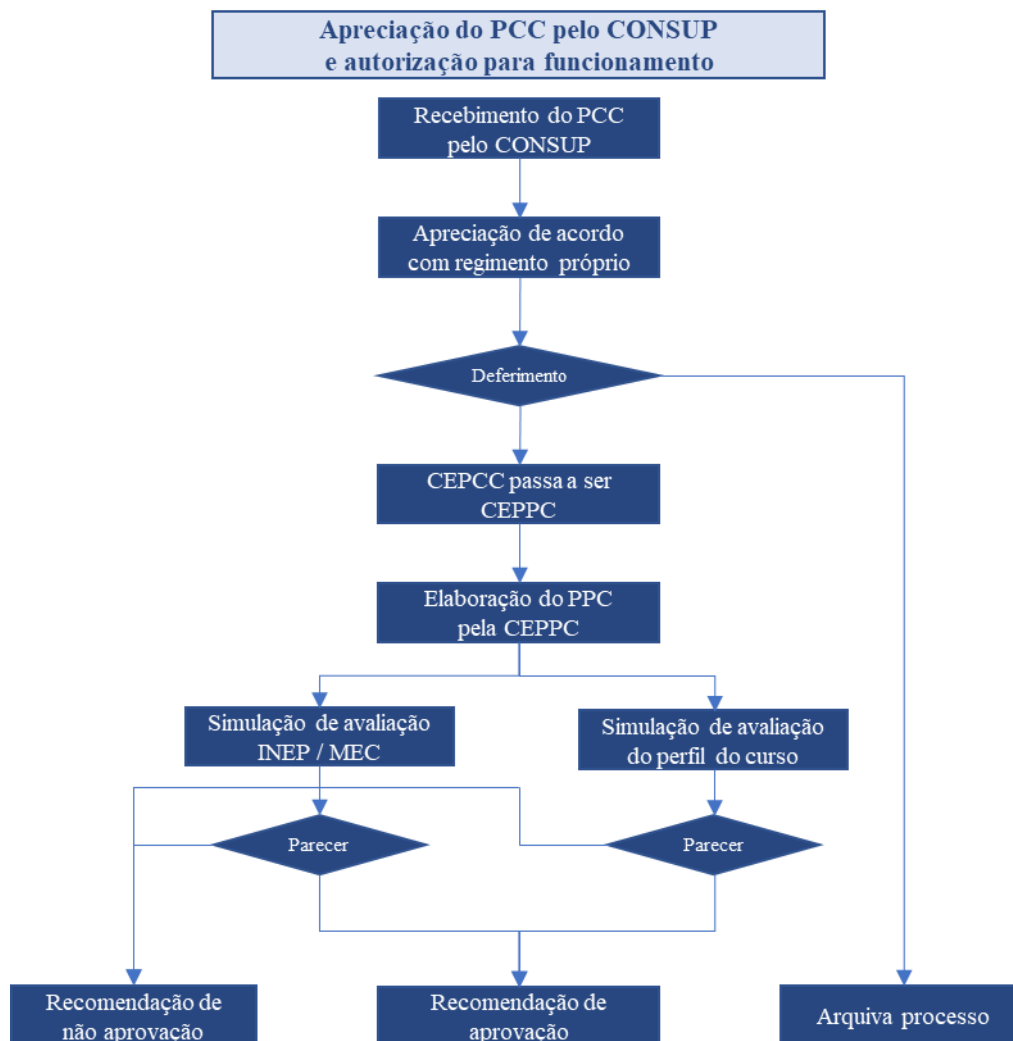 Apreciação do PCC pelo CONSUP
e autorização para funcionamento
Recebimento do PCC
pelo CONSUP
Apreciação de acordo
com regimento próprio
Deferimento
CEPCC passa a ser
CEPPC
Elaboração do PPC
pela CEPPC
Simulação de avaliação
INEP / MEC
Simulação de avaliação
do perfil do curso
Parecer
Parecer
Recomendação de
não aprovação
Recomendação de
aprovação
Arquiva processo